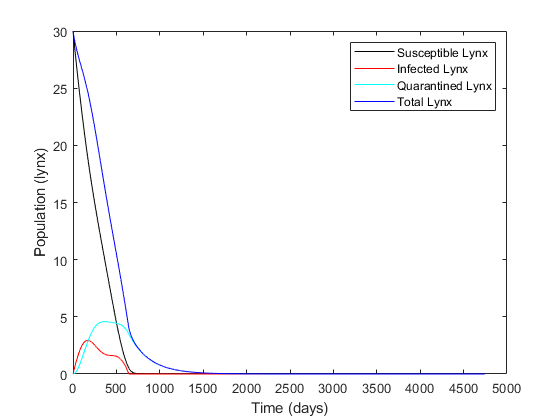 30
25
20
15
10
5
0
Population (lynx)
Susceptible Lynx
Infected Lynx
Quarantined Lynx
Total Lynx
0 500 1000 1500 2000 2500 3000 3500 4000 4500 5000
Time (days)